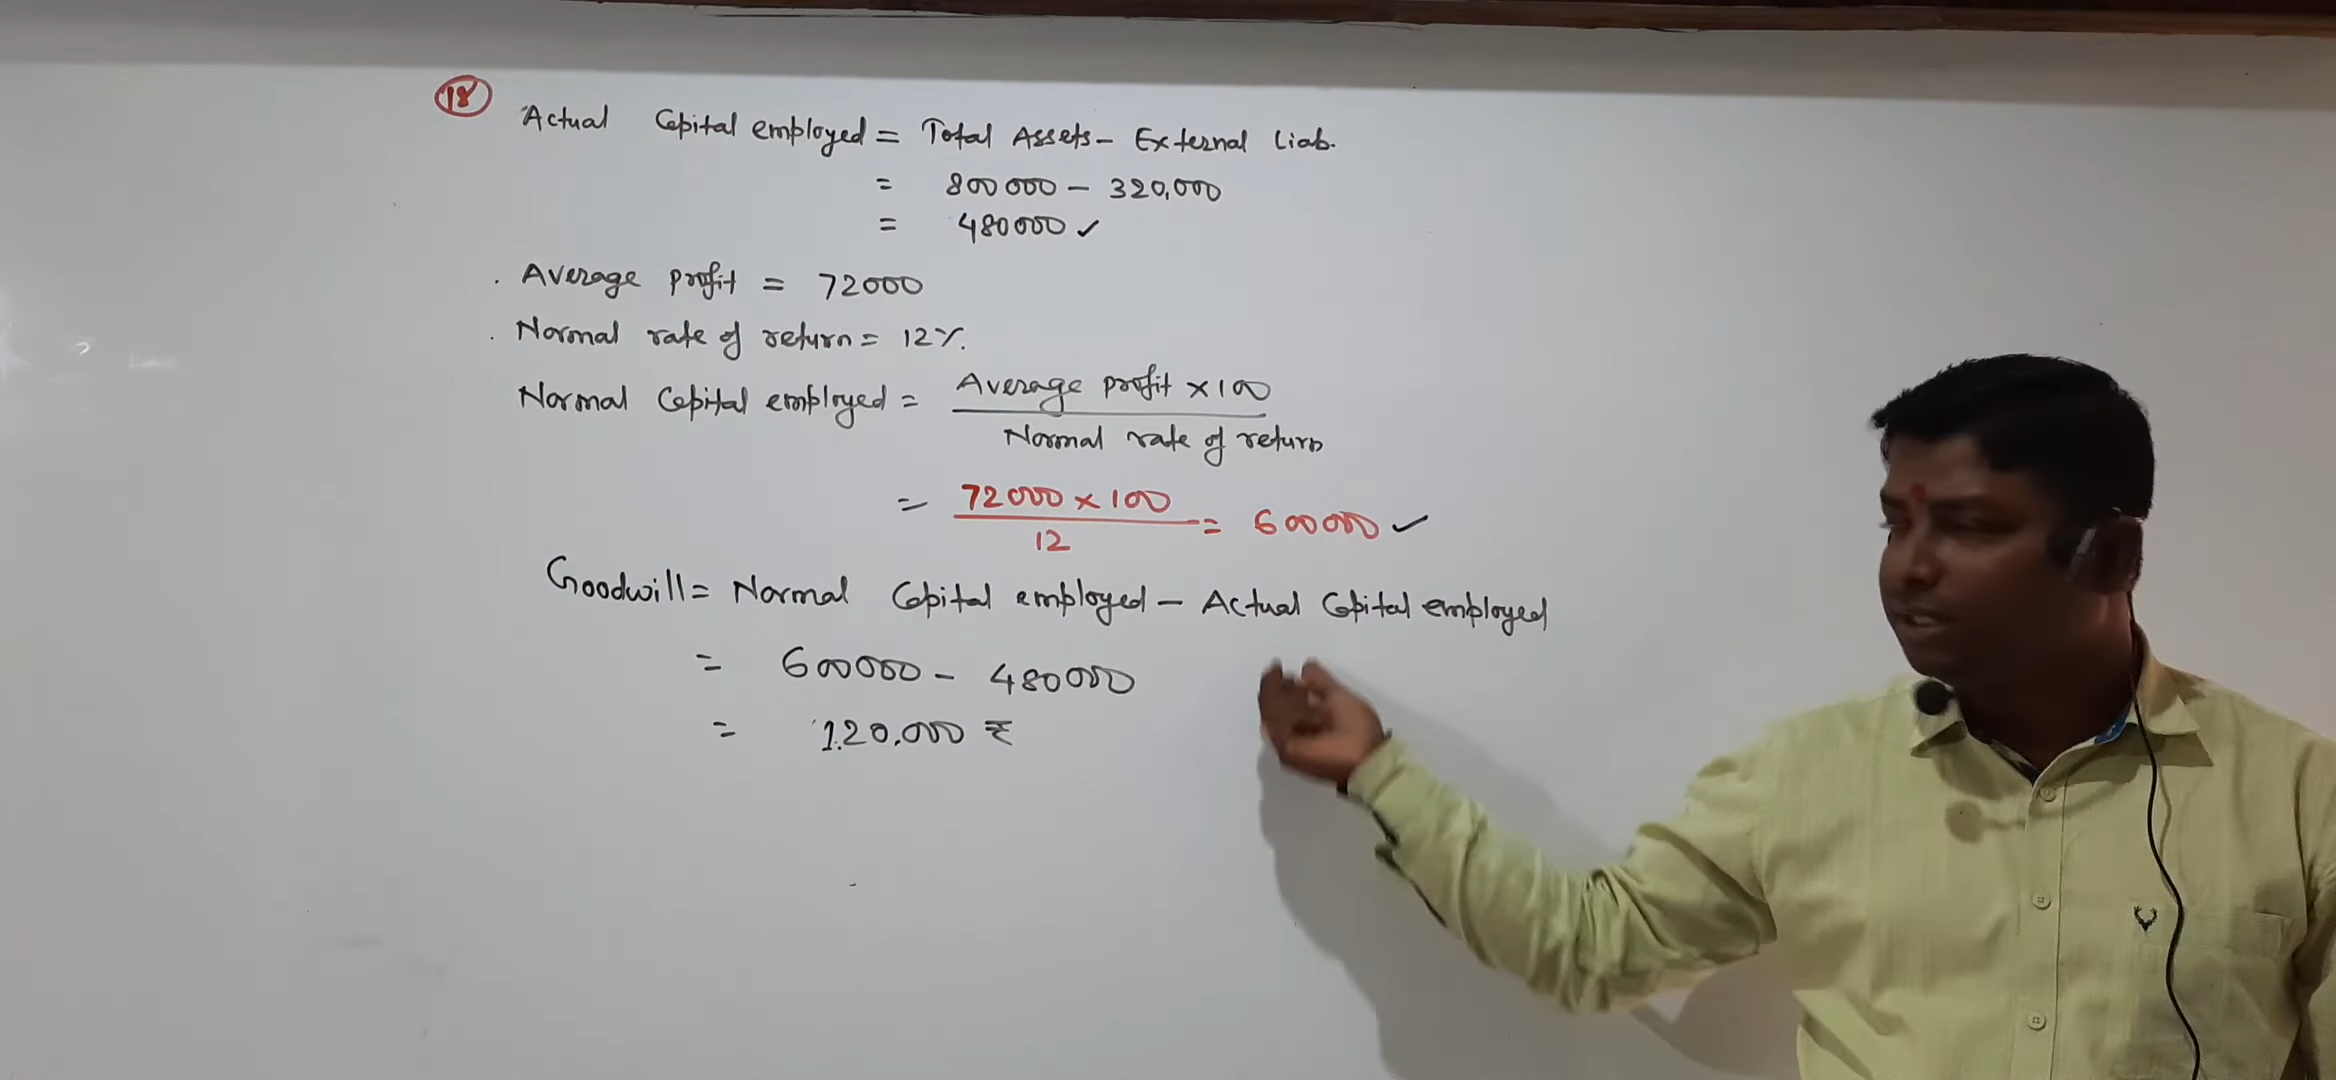 18
Actual Capital employed = Total Assets - External Liab.
= 800000 - 320,000
= 480000 ✓
. Average profit = 72000
. Normal rate of return = 12%.
Normal Capital employed = Average profit × 100
Normal rate of return
= 72000 × 100
12
= 600000 ✓
Goodwill = Normal Capital employed - Actual Capital employed
= 600000 - 480000
= 120,000 ₹